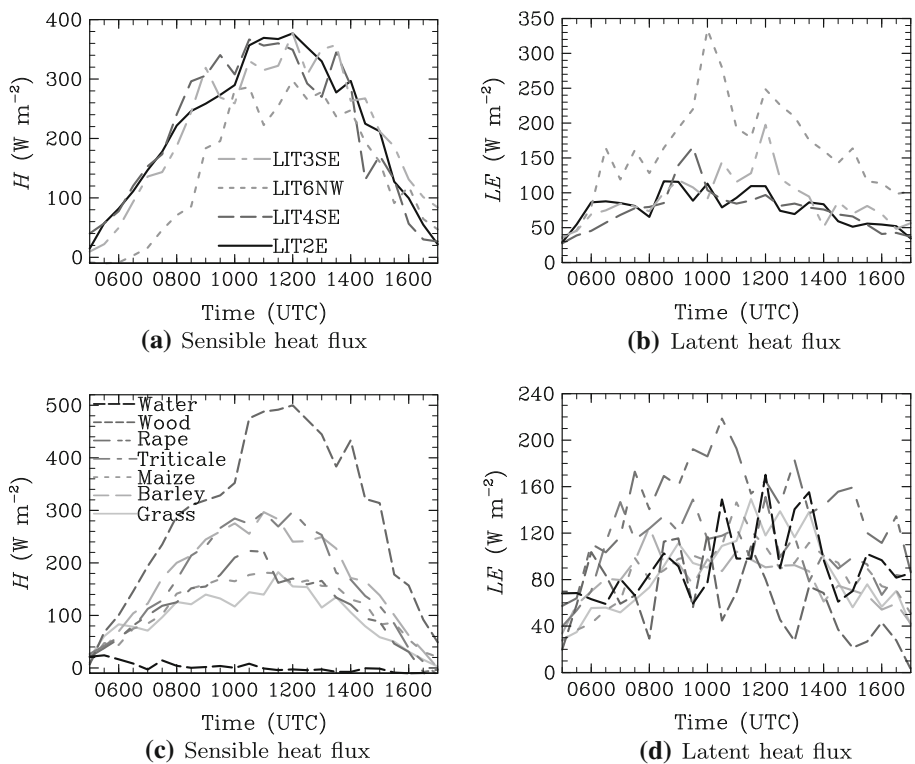 400
300
200
100
0
H (W m⁻²)
LIT3SE
LIT6NW
LIT4SE
LIT2E
0600 0800 1000 1200 1400 1600
Time (UTC)
(a) Sensible heat flux
350
300
250
200
150
100
50
0
LE (W m⁻²)
0600 0800 1000 1200 1400 1600
Time (UTC)
(b) Latent heat flux
500
400
300
200
100
0
H (W m⁻²)
Water
Wood
Rape
Triticale
Maize
Barley
Grass
0600 0800 1000 1200 1400 1600
Time (UTC)
(c) Sensible heat flux
240
200
160
120
80
40
0
LE (W m⁻²)
0600 0800 1000 1200 1400 1600
Time (UTC)
(d) Latent heat flux